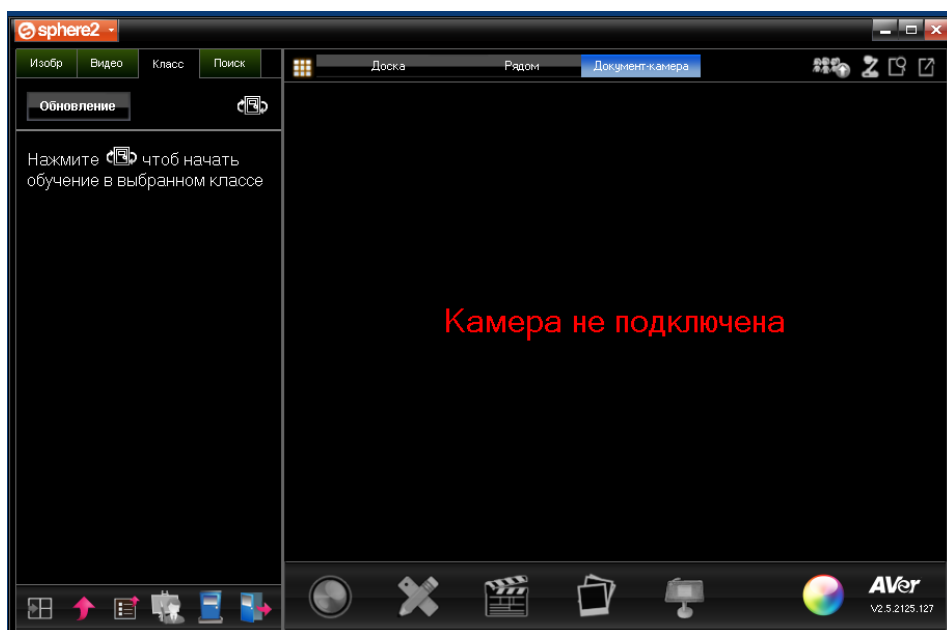 sphere2
Изобр Видео Класс Поиск
Доска Рядом Документ-камера
Обновление
Нажмите чтоб начать
обучение в выбранном классе
Камера не подключена
AVer
V2.5.2125.127